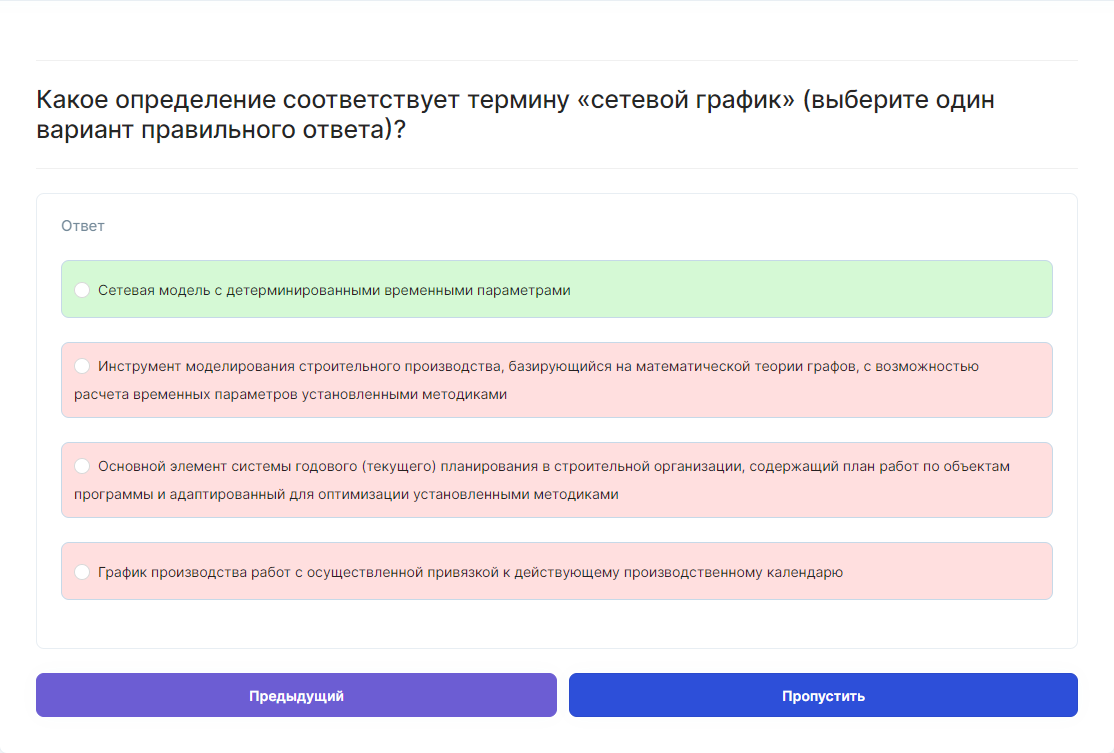 Какое определение соответствует термину «сетевой график» (выберите один
вариант правильного ответа)?
Ответ
Сетевая модель с детерминированными временными параметрами
Инструмент моделирования строительного производства, базирующийся на математической теории графов, с возможностью
расчета временных параметров установленными методиками
Основной элемент системы годового (текущего) планирования в строительной организации, содержащий план работ по объектам
программы и адаптированный для оптимизации установленными методиками
График производства работ с осуществленной привязкой к действующему производственному календарю
Предыдущий
Пропустить